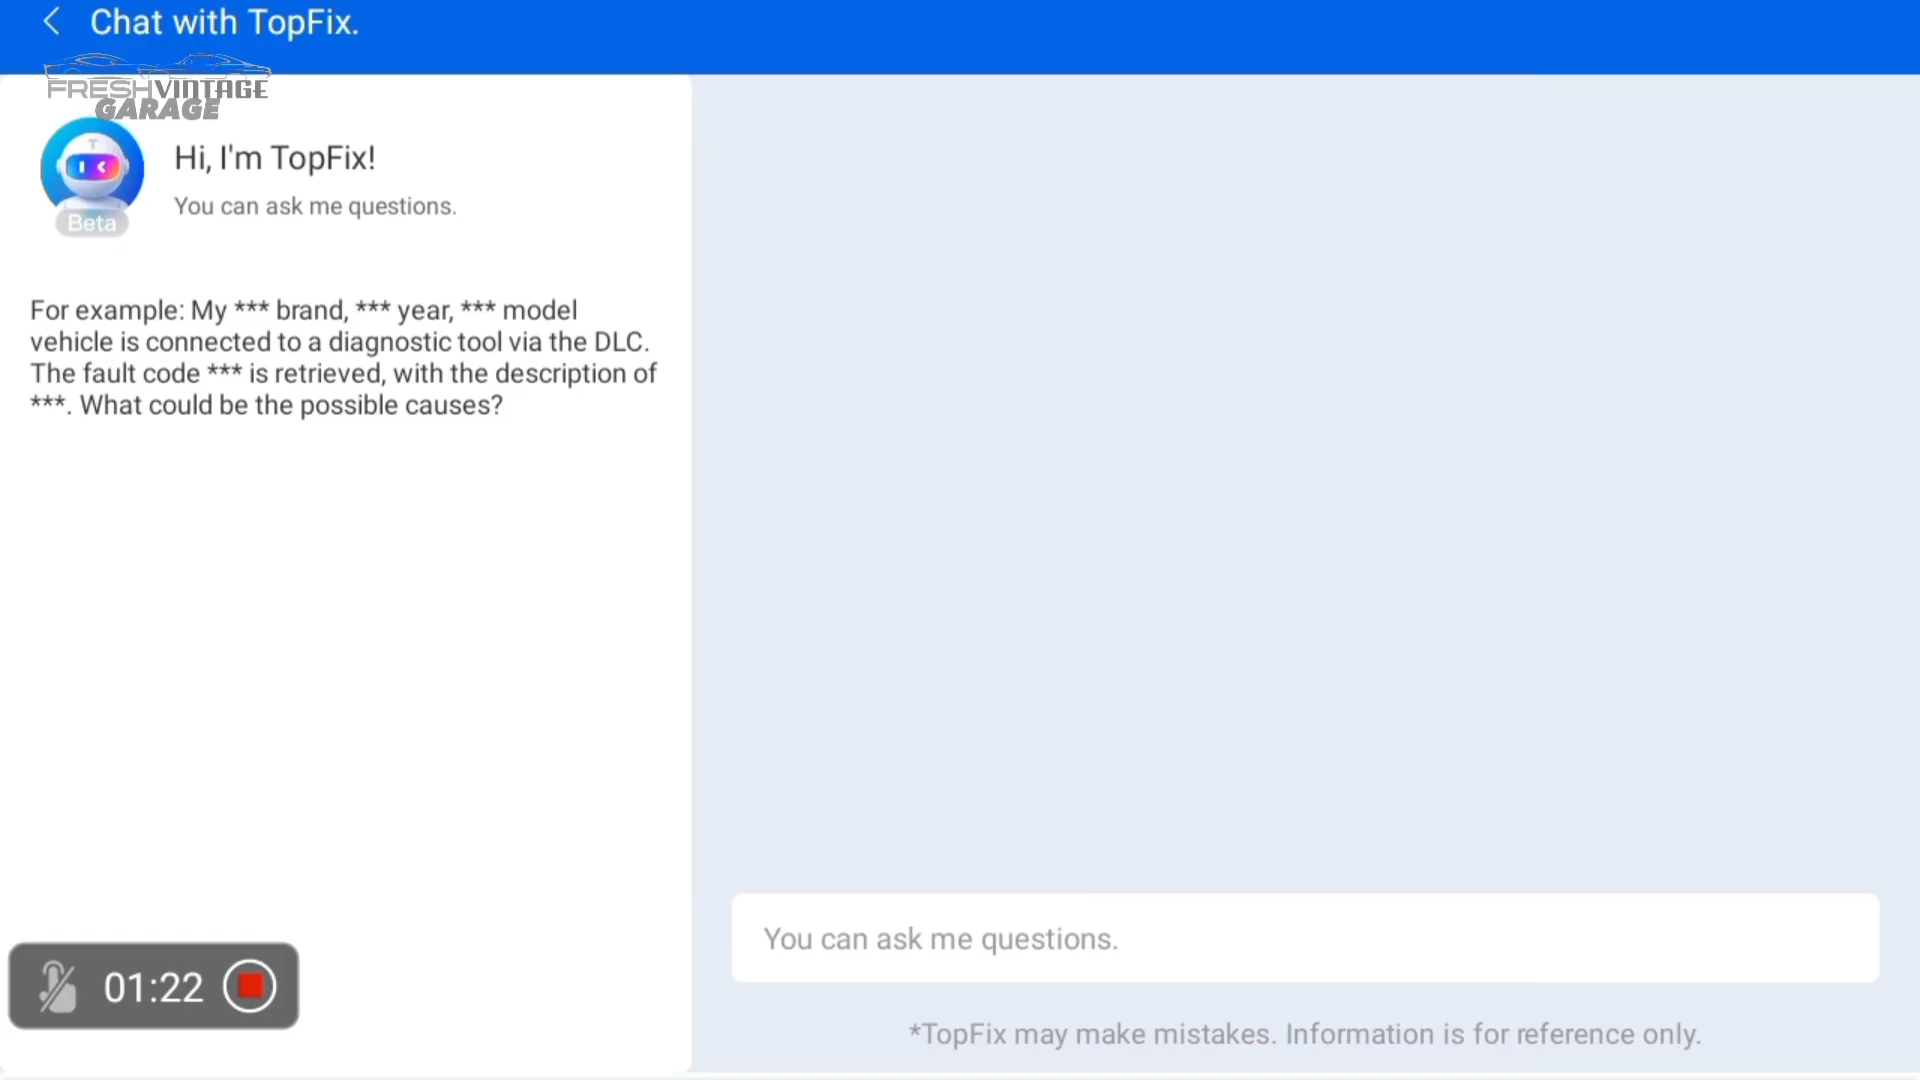 Chat with TopFix.
FRESHVINTAGE
GARAGE
T
Hi, I'm TopFix!
You can ask me questions.
Beta
For example: My *** brand, *** year, *** model
vehicle is connected to a diagnostic tool via the DLC.
The fault code *** is retrieved, with the description of
***. What could be the possible causes?
You can ask me questions.
01:22
*TopFix may make mistakes. Information is for reference only.